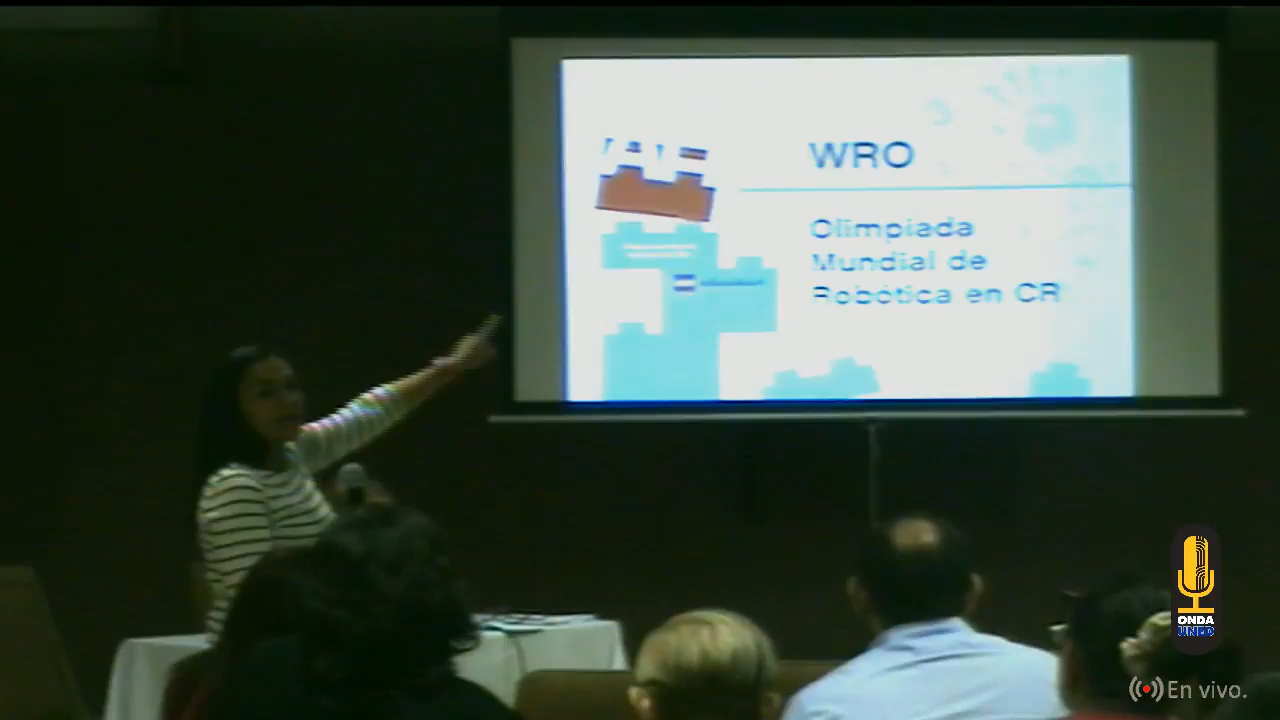 WRO
Olimpiada
Mundial de
Robótica en CR
ONDA
UNED
En vivo.